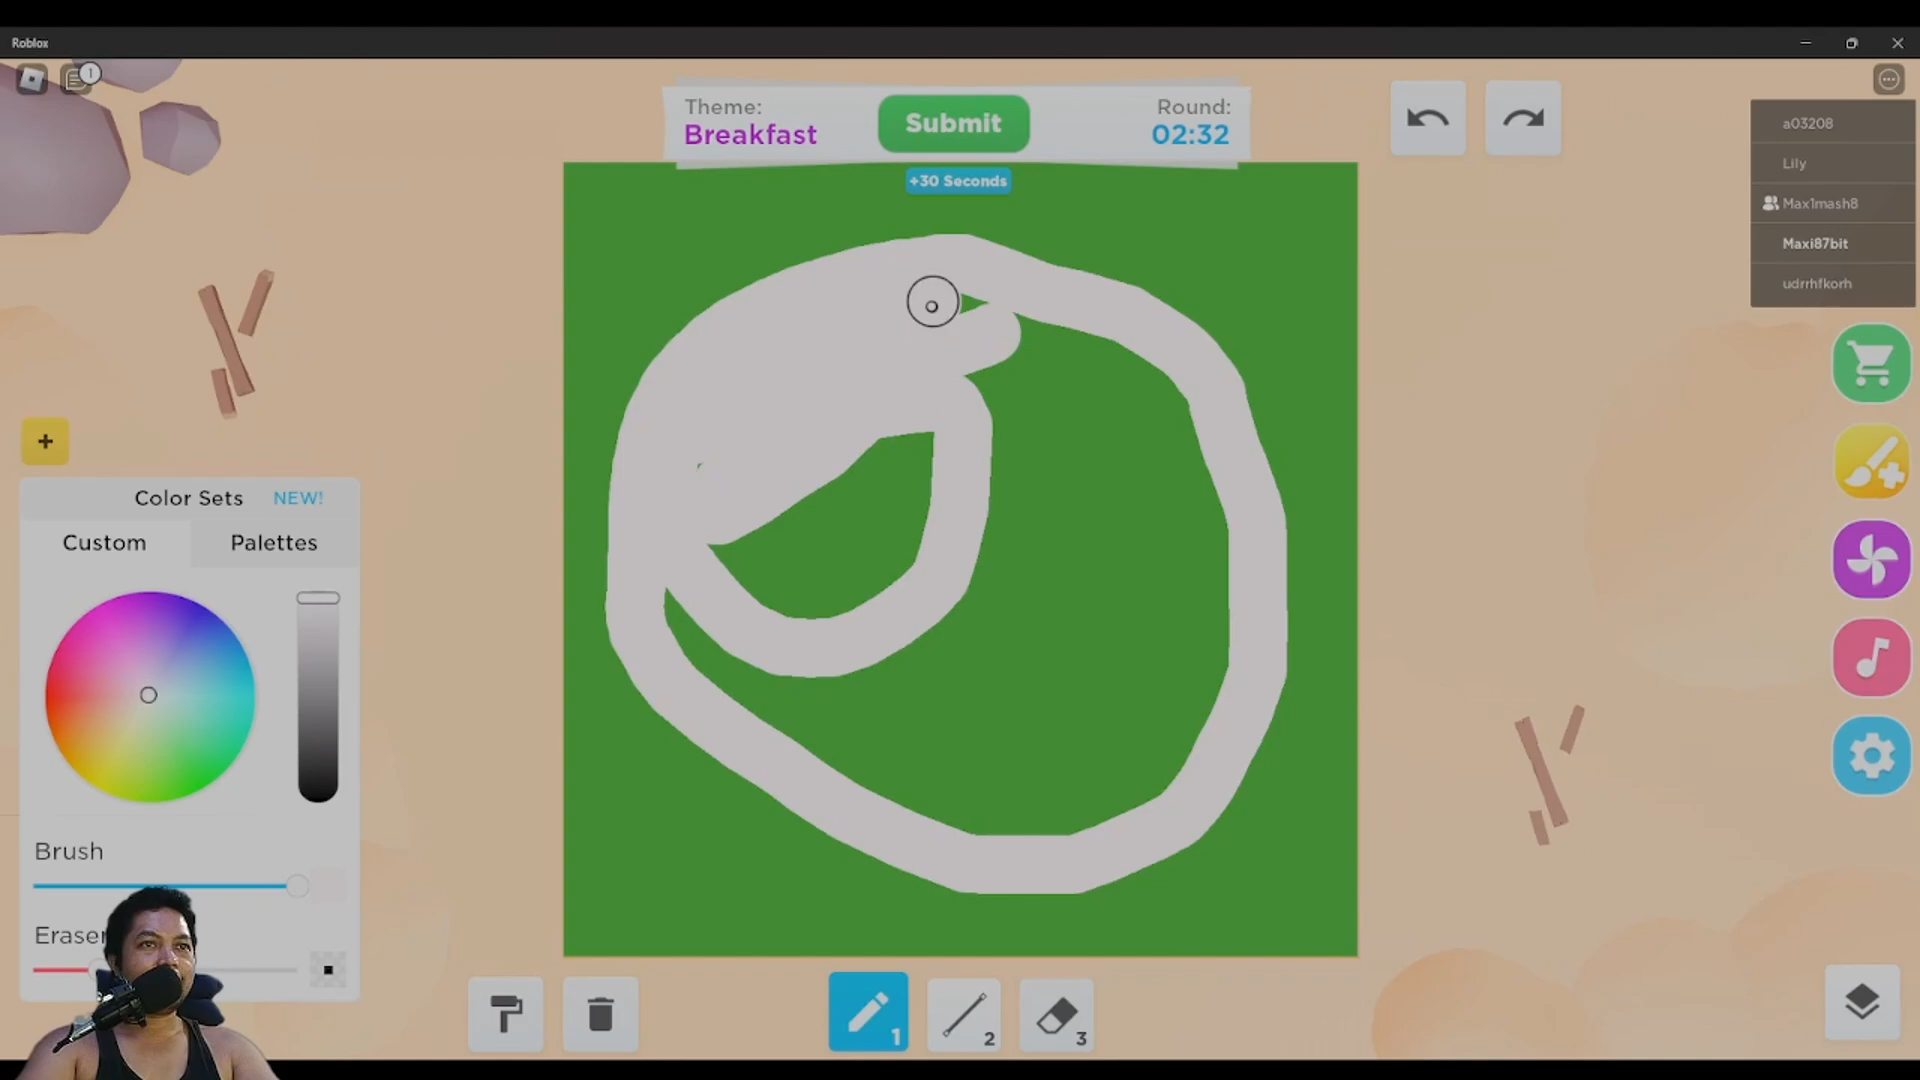 Roblox
1
Theme:
Breakfast
Submit
Round:
02:32
+30 Seconds
a03208
Lily
Max1mash8
Maxi87bit
udrrhfkorh
+
Color Sets NEW!
Custom
Palettes
Brush
Eraser
1
2
3